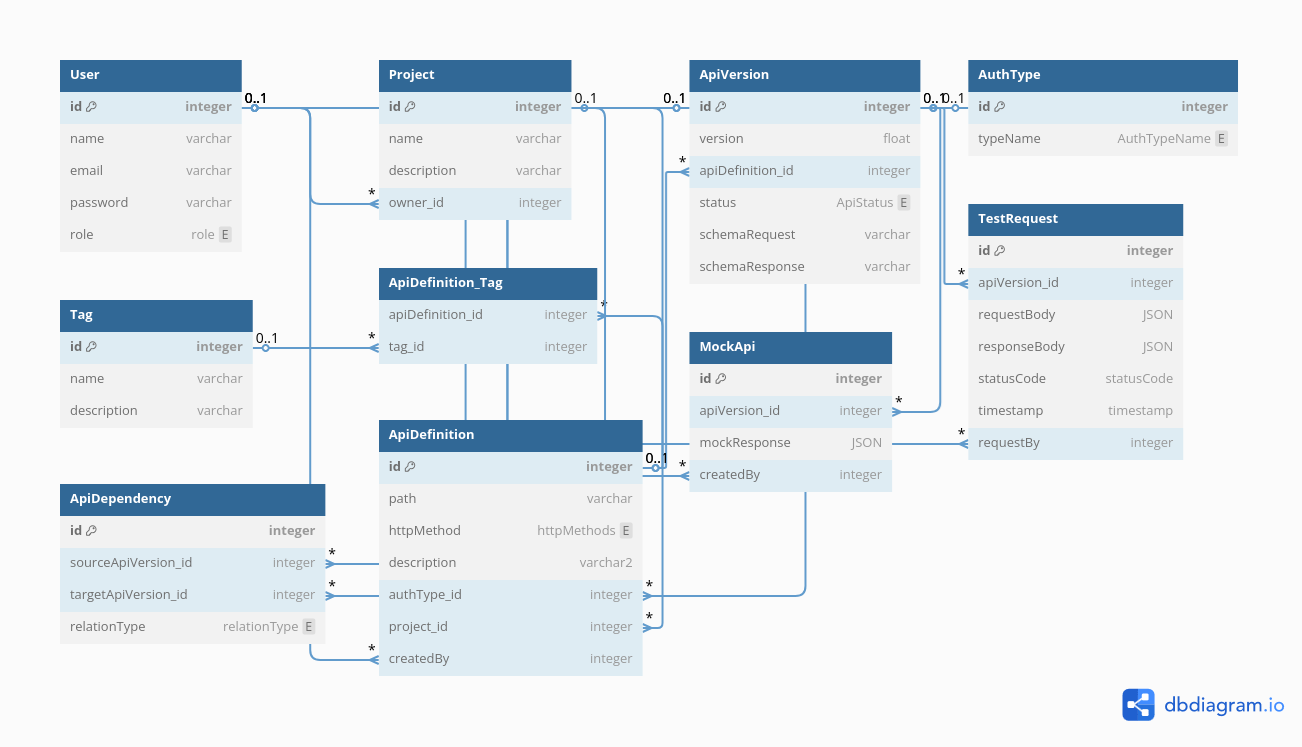 User
id integer
name varchar
email varchar
password varchar
role role E
0..1
Project
id integer
name varchar
description varchar
owner_id integer
*
0..1
ApiVersion
id integer
version float
apiDefinition_id integer
status ApiStatus E
schemaRequest varchar
schemaResponse varchar
0..1
*
0..1
0..1
AuthType
id integer
typeName AuthTypeName E
TestRequest
id integer
apiVersion_id integer
requestBody JSON
responseBody JSON
statusCode statusCode
timestamp timestamp
requestBy integer
*
*
Tag
id integer
name varchar
description varchar
0..1
ApiDefinition_Tag
apiDefinition_id integer
tag_id integer
*
*
MockApi
id integer
apiVersion_id integer
mockResponse JSON
createdBy integer
*
*
ApiDependency
id integer
sourceApiVersion_id integer
targetApiVersion_id integer
relationType relationType E
*
*
ApiDefinition
id integer
path varchar
httpMethod httpMethods E
description varchar2
authType_id integer
project_id integer
createdBy integer
0..1
*
*
*
dbdiagram.io